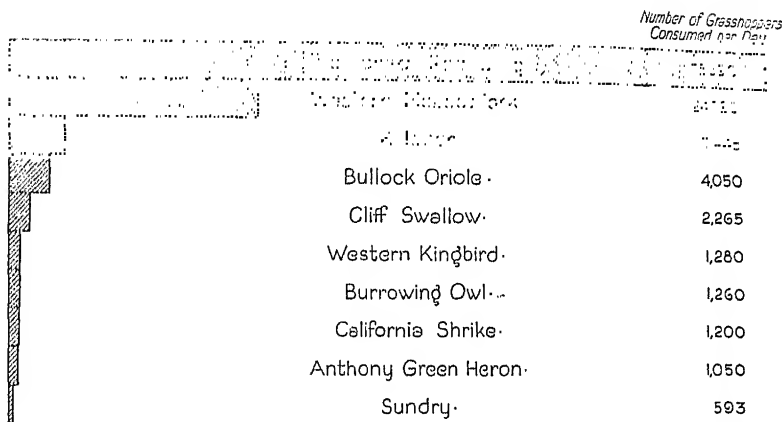 Number of Grasshoppers
Consumed per Day
Western
Bullock Oriole· 4,050
Cliff Swallow· 2,265
Western Kingbird· 1,280
Burrowing Owl· 1,260
California Shrike· 1,200
Anthony Green Heron· 1,050
Sundry· 593